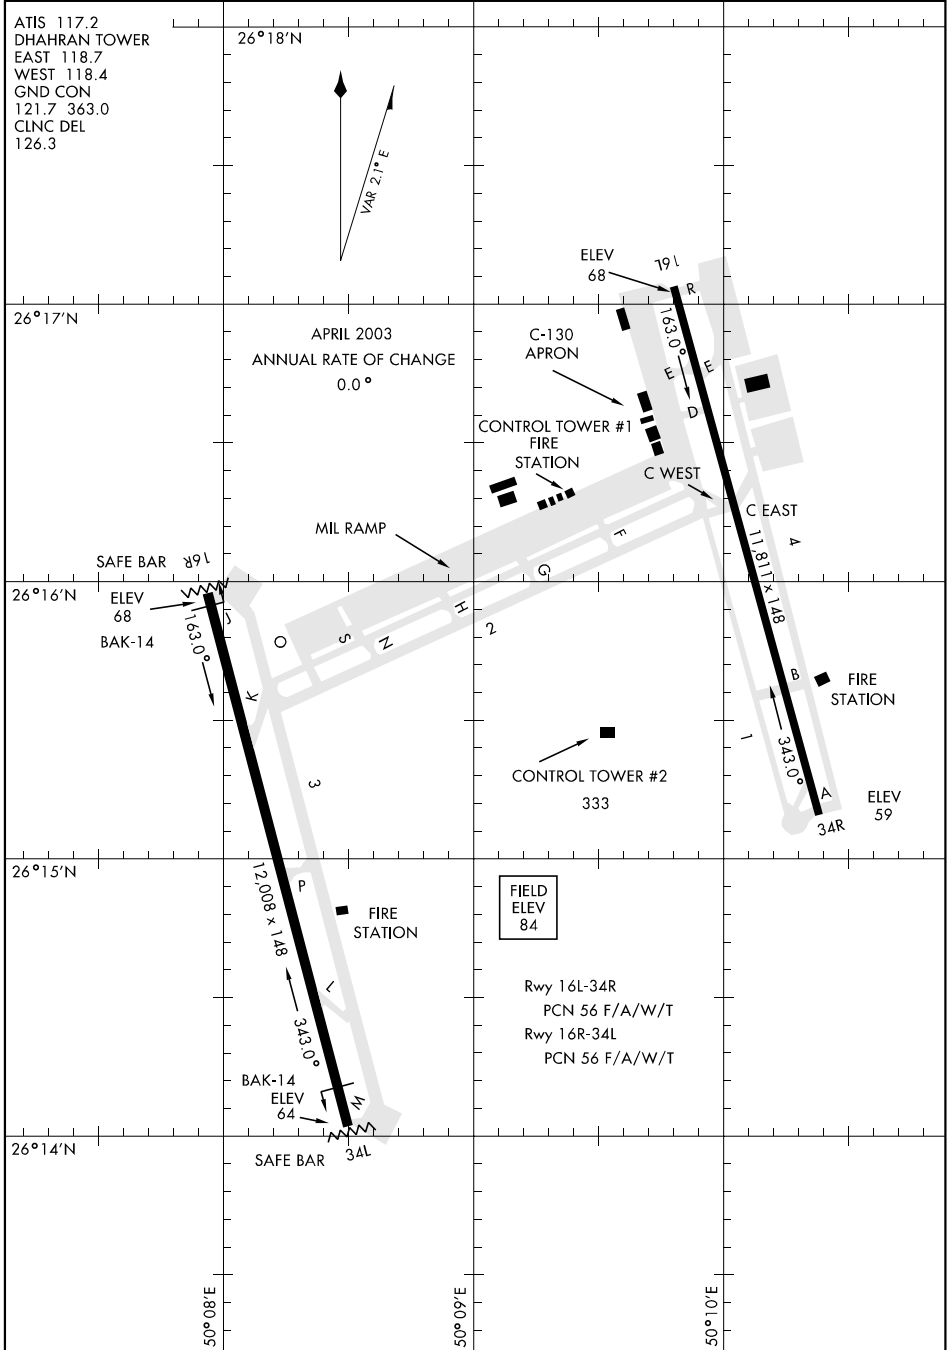 ATIS 117.2
DHAHRAN TOWER
EAST 118.7
WEST 118.4
GND CON
121.7 363.0
CLNC DEL
126.3
26°18'N
VAR 2.1° E
ELEV
68
16L
R
26°17'N
APRIL 2003
ANNUAL RATE OF CHANGE
0.0°
C-130
APRON
163.0°
E
E
D
CONTROL TOWER #1
FIRE
STATION
C WEST
C EAST
MIL RAMP
F
G
H
2
N
S
O
4
11,811 x 148
SAFE BAR
16R
26°16'N
ELEV
68
BAK-14
J
163.0°
K
B
FIRE
STATION
1
343.0°
CONTROL TOWER #2
333
3
A
34R
ELEV
59
26°15'N
12,008 x 148
P
FIRE
STATION
FIELD
ELEV
84
L
343.0°
Rwy 16L-34R
PCN 56 F/A/W/T
Rwy 16R-34L
PCN 56 F/A/W/T
BAK-14
ELEV
64
M
26°14'N
SAFE BAR
34L
50°08'E
50°09'E
50°10'E